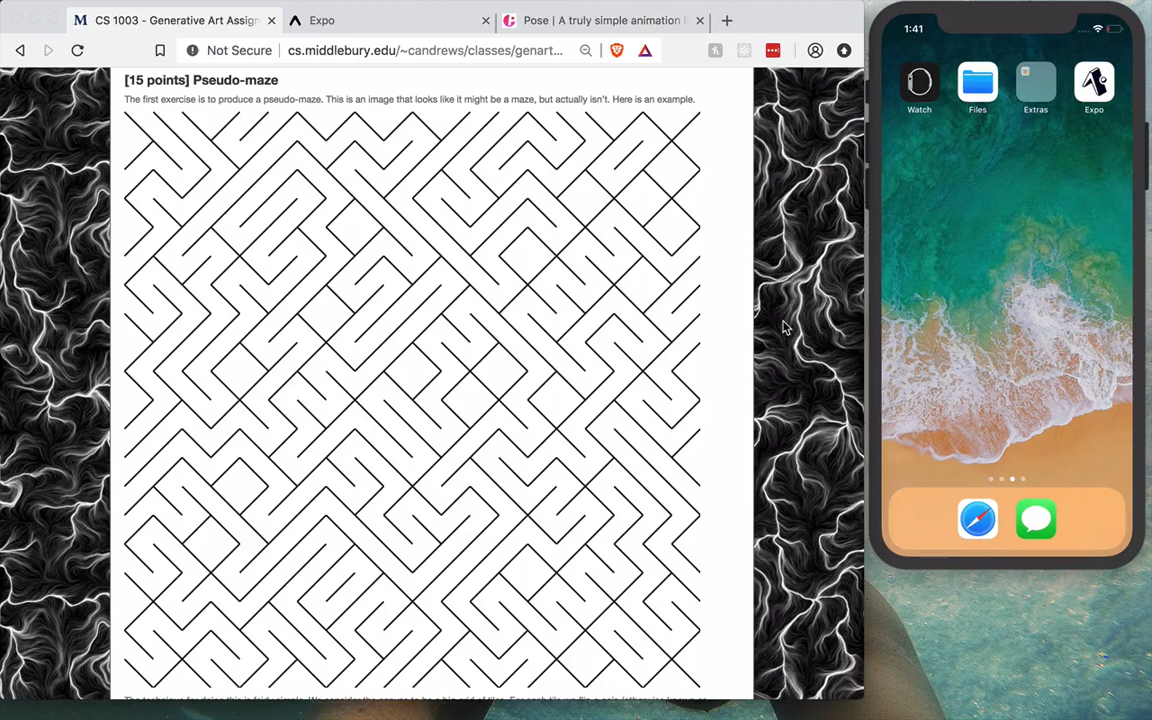 CS 1003 - Generative Art Assign
Expo
Pose | A truly simple animation
Not Secure
cs.middlebury.edu/~candrews/classes/genart...
[15 points] Pseudo-maze
The first exercise is to produce a pseudo-maze. This is an image that looks like it might be a maze, but actually isn't. Here is an example.
1:41
Watch
Files
Extras
Expo